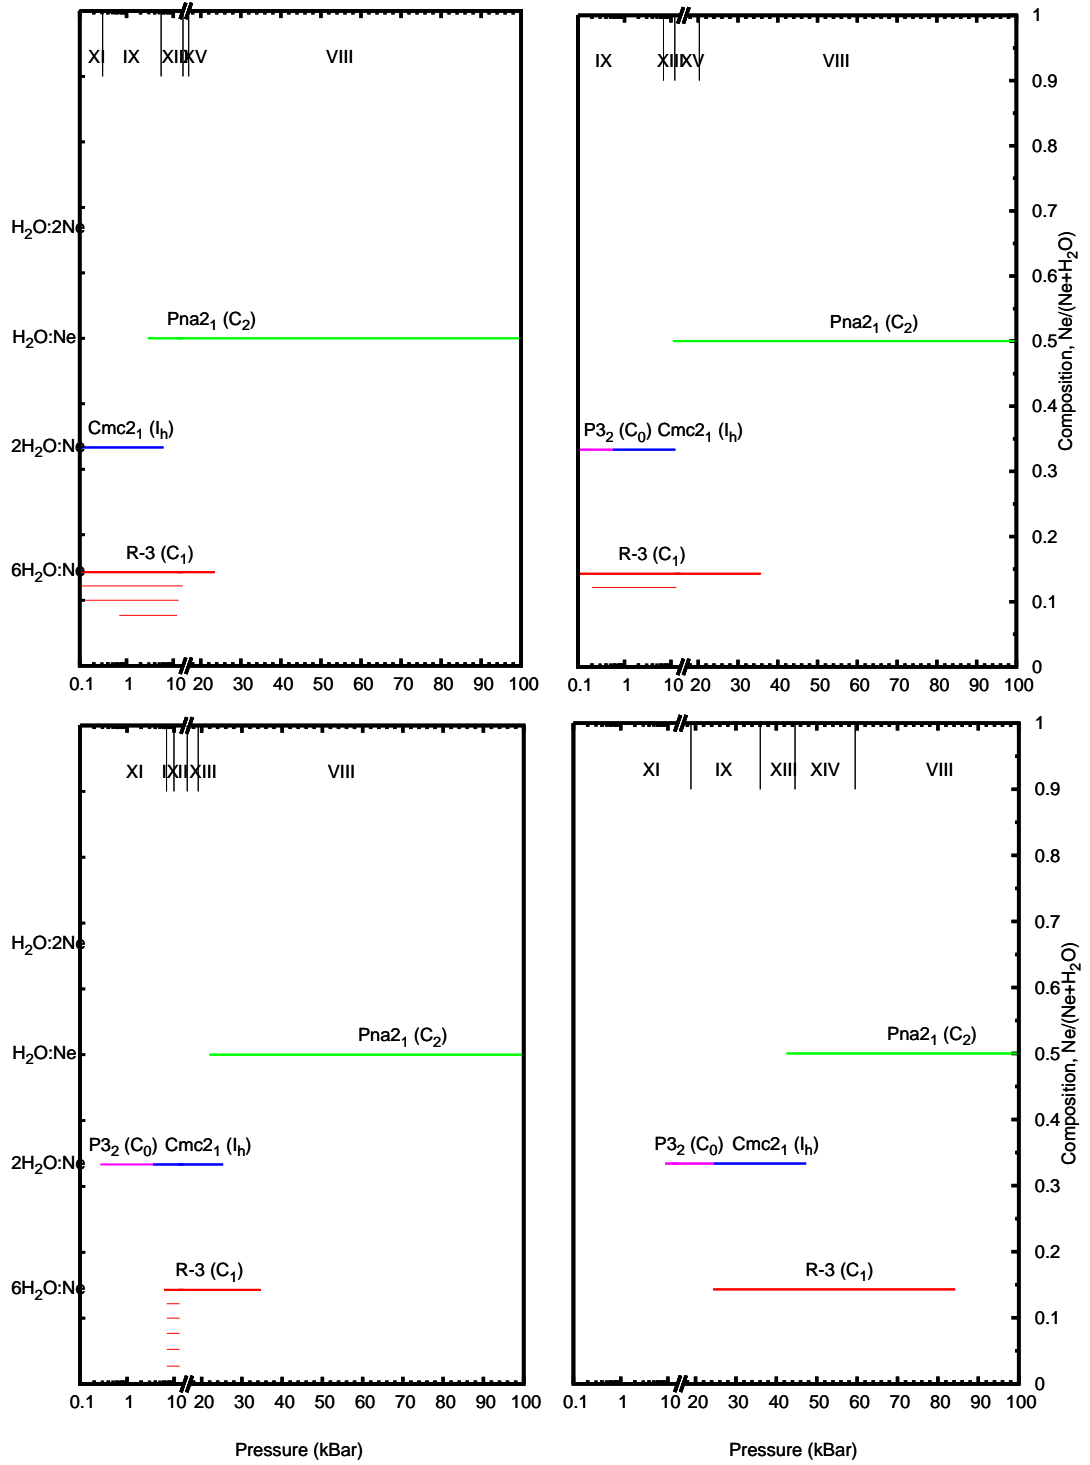 XI IX XIII XV VIII
H2O:2Ne
Pna21 (C2)
H2O:Ne
Cmc21 (Ih)
2H2O:Ne
R-3 (C1)
6H2O:Ne
0.1 1 10 20 30 40 50 60 70 80 90 100
IX XIII XV VIII
1
0.9
0.8
0.7
0.6
Pna21 (C2)
0.5
P32 (C0) Cmc21 (Ih)
0.4
0.3
0.2
R-3 (C1)
0.1
0
0.1 1 10 20 30 40 50 60 70 80 90 100
Composition, Ne/(Ne+H2O)
XI IX XII XIII VIII
H2O:2Ne
Pna21 (C2)
H2O:Ne
P32 (C0) Cmc21 (Ih)
2H2O:Ne
R-3 (C1)
6H2O:Ne
0.1 1 10 20 30 40 50 60 70 80 90 100
Pressure (kBar)
XI IX XIII XIV VIII
1
0.9
0.8
0.7
0.6
Pna21 (C2)
0.5
0.4
P32 (C0) Cmc21 (Ih)
0.3
0.2
R-3 (C1)
0.1
0
0.1 1 10 20 30 40 50 60 70 80 90 100
Pressure (kBar)
Composition, Ne/(Ne+H2O)